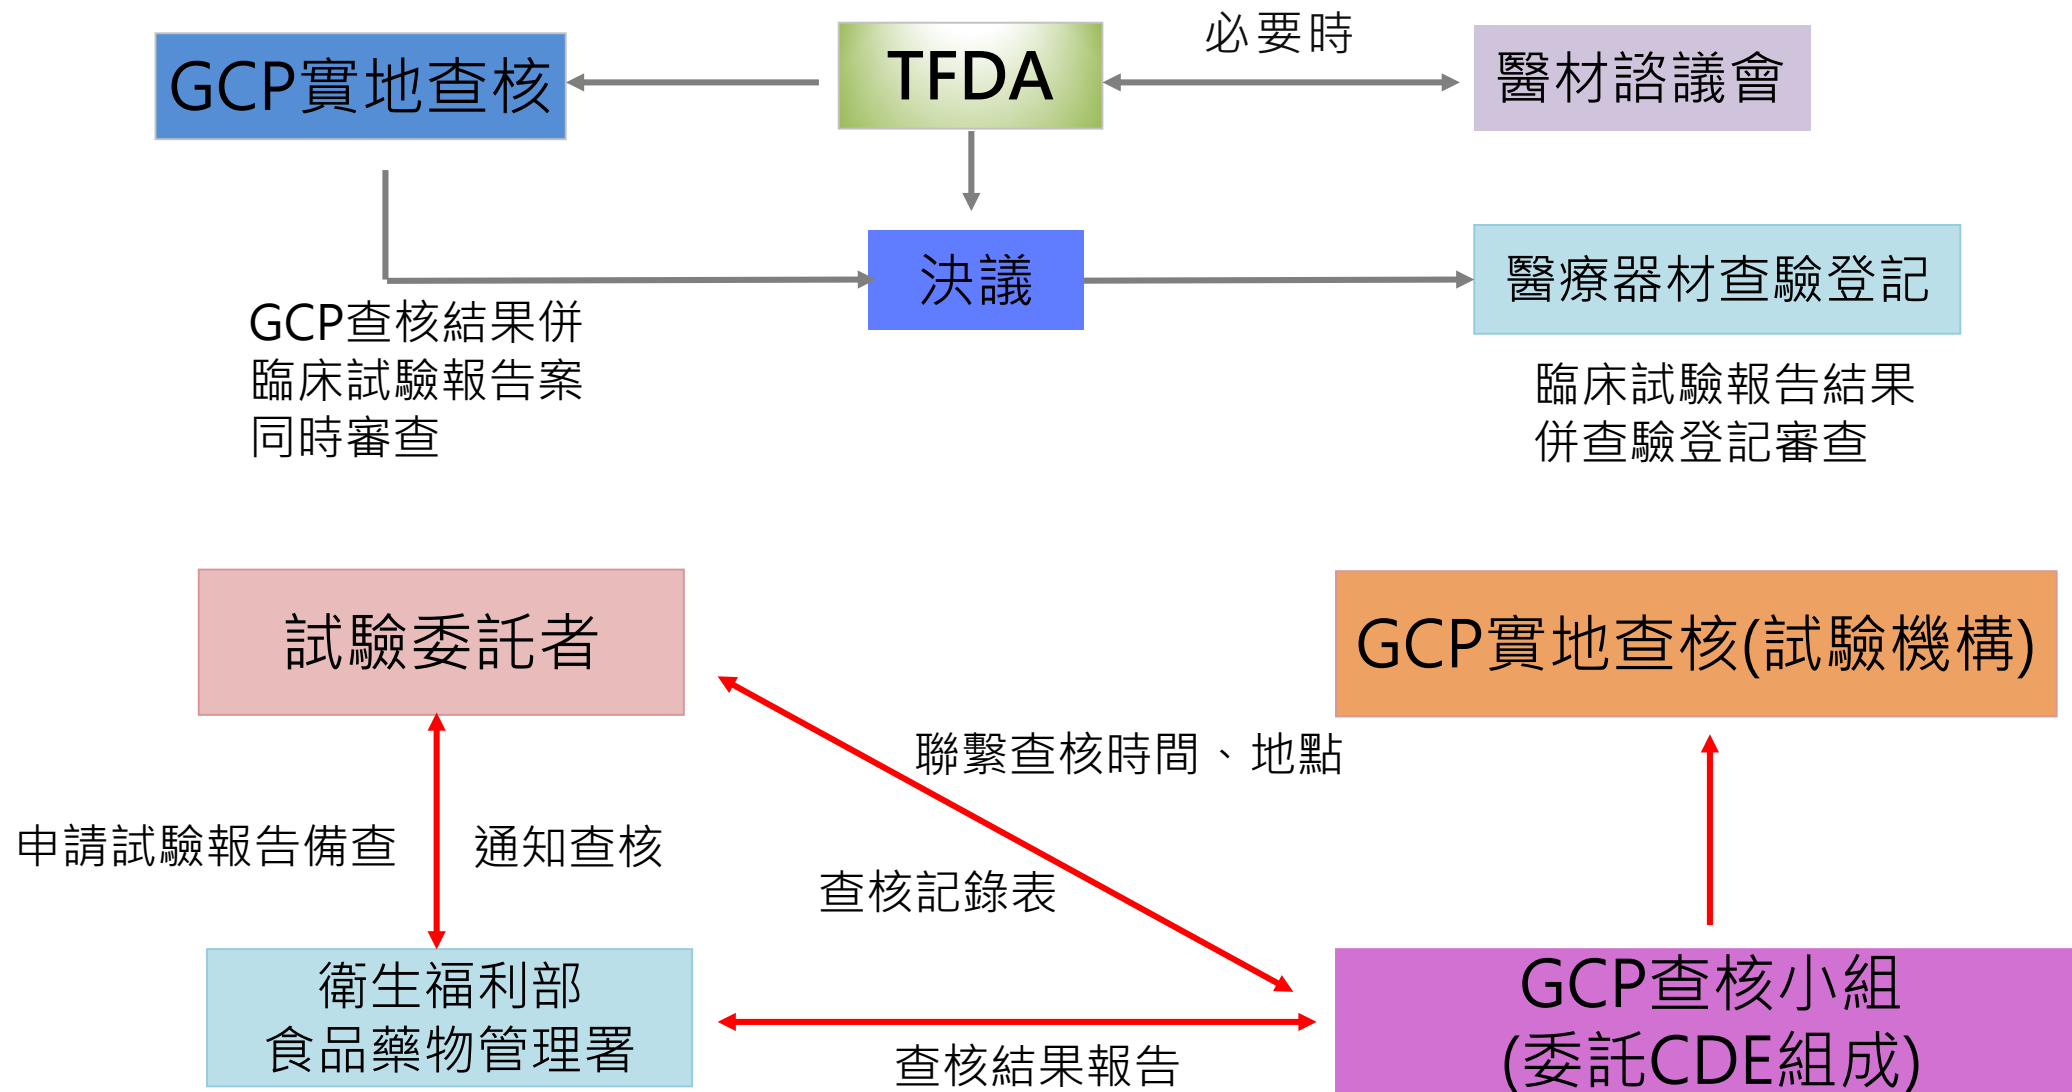 必要時
GCP實地查核
TFDA
醫材諮議會
決議
醫療器材查驗登記
GCP查核結果併
臨床試驗報告案
同時審查
臨床試驗報告結果
併查驗登記審查
試驗委託者
GCP實地查核(試驗機構)
聯繫查核時間、地點
申請試驗報告備查
通知查核
查核記錄表
衛生福利部
食品藥物管理署
GCP查核小組
(委託CDE組成)
查核結果報告